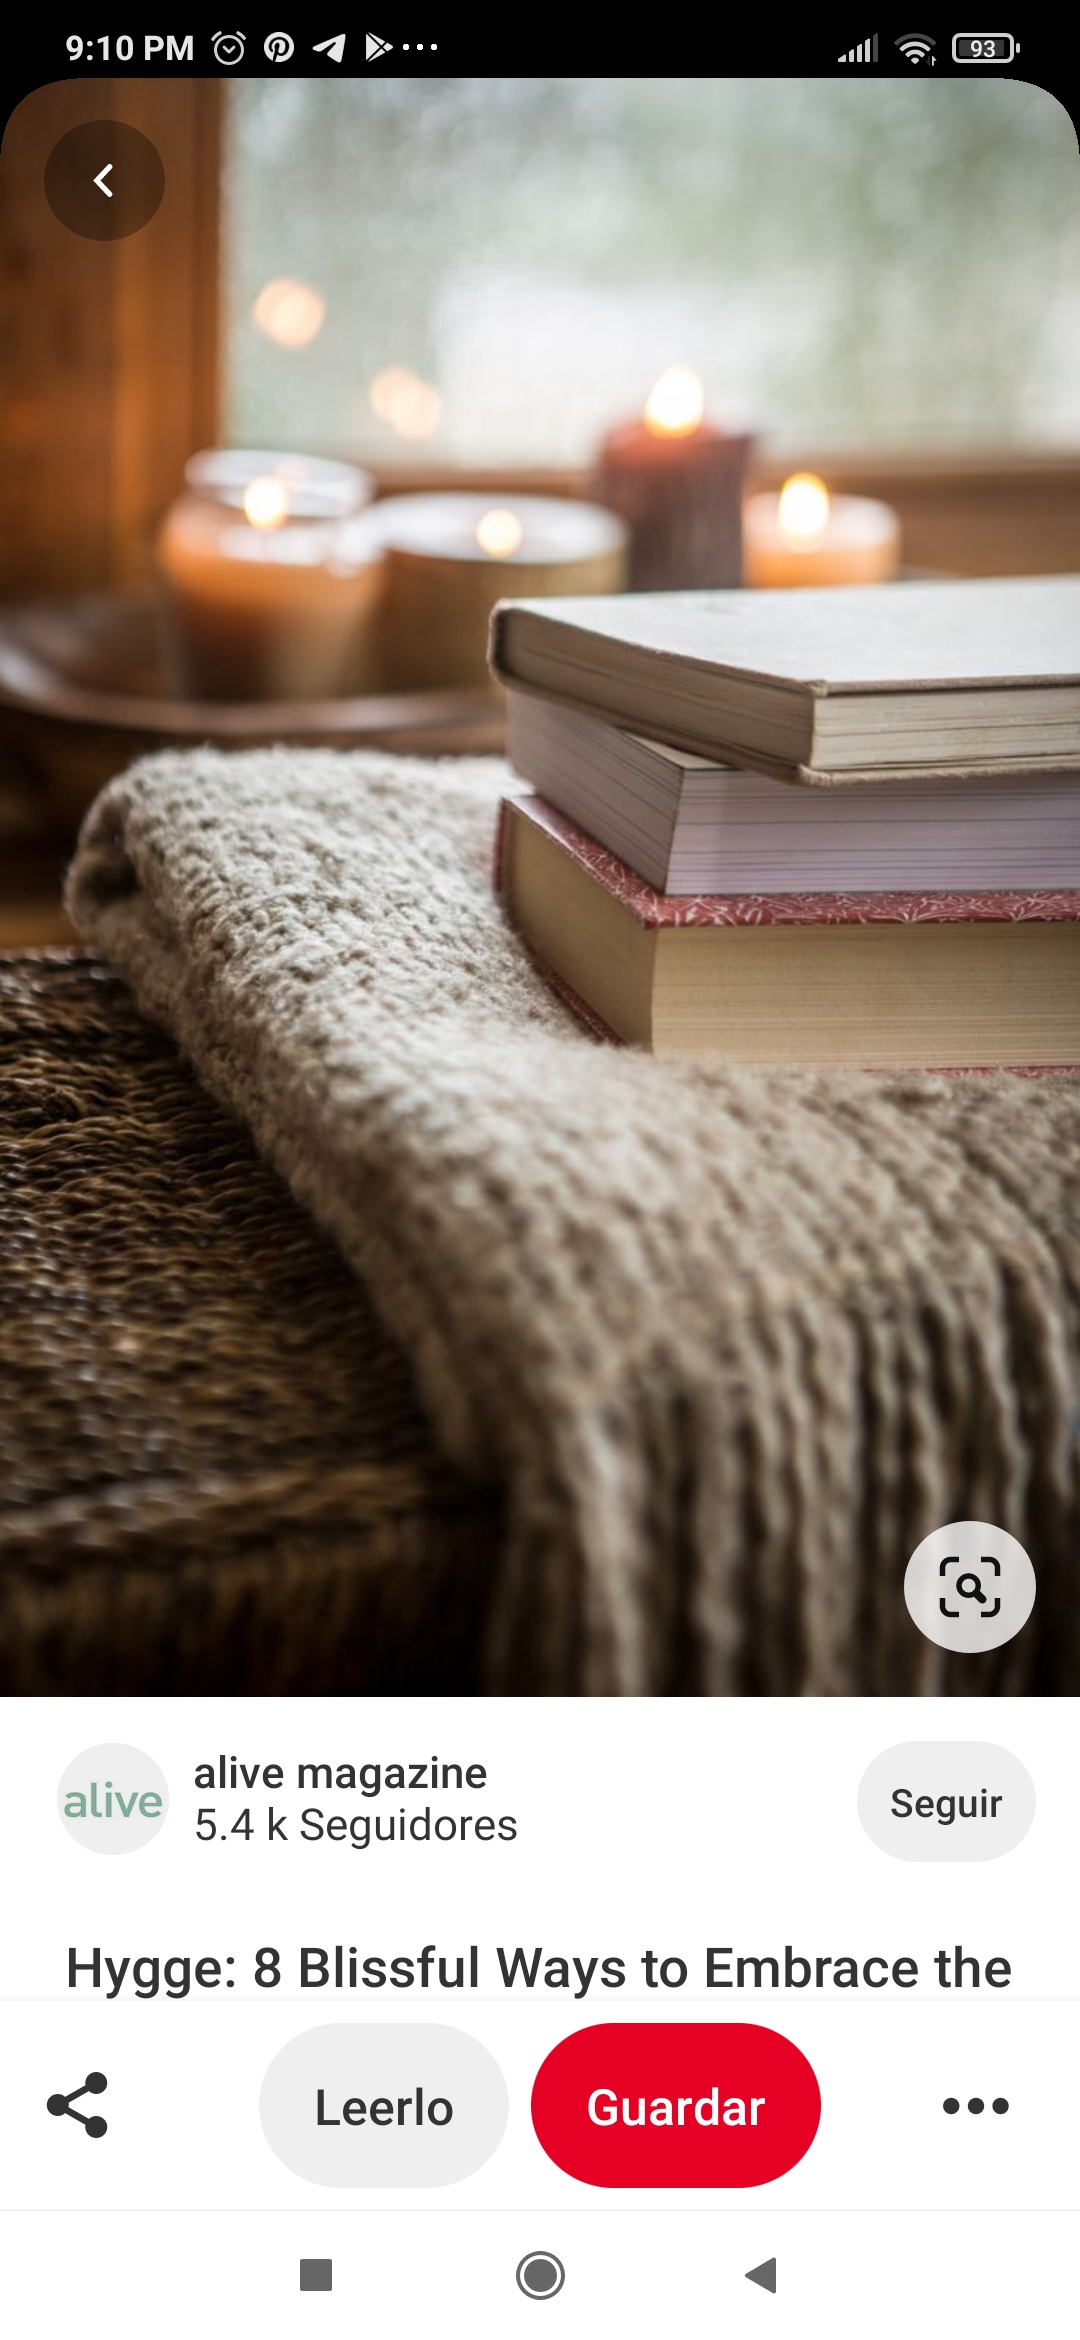 9:10 PM
93
alive
alive magazine
5.4 k Seguidores
Seguir
Hygge: 8 Blissful Ways to Embrace the
Leerlo
Guardar